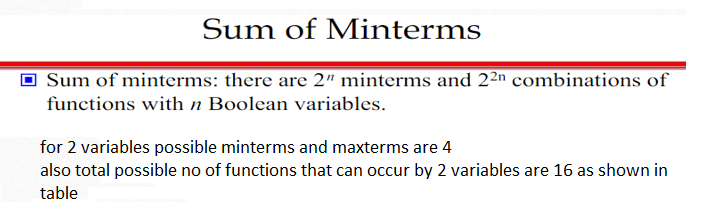 Sum of Minterms
Sum of minterms: there are 2ⁿ minterms and 2²ⁿ combinations of
functions with n Boolean variables.
for 2 variables possible minterms and maxterms are 4
also total possible no of functions that can occur by 2 variables are 16 as shown in
table